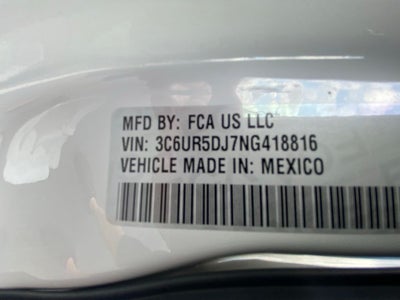 MFD BY: FCA US LLC
VIN: 3C6UR5DJ7NG418816
VEHICLE MADE IN: MEXICO